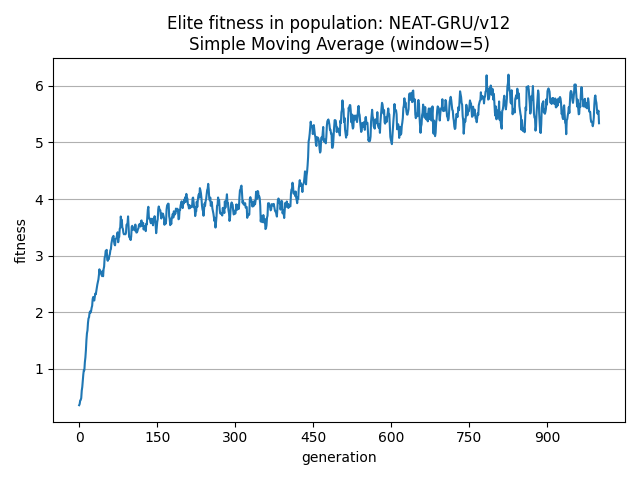 Elite fitness in population: NEAT-GRU/v12
Simple Moving Average (window=5)
fitness
6
5
4
3
2
1
0 150 300 450 600 750 900
generation